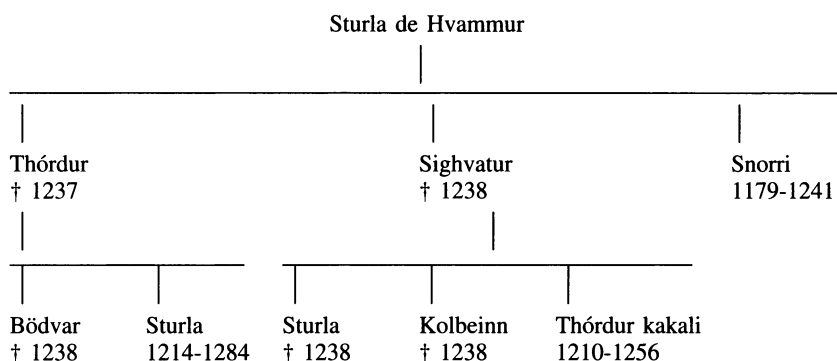 Sturla de Hvammur
Thórdur Sighvatur Snorri
† 1237 † 1238 1179-1241
Bödvar Sturla Sturla Kolbeinn Thórdur kakali
† 1238 1214-1284 † 1238 † 1238 1210-1256